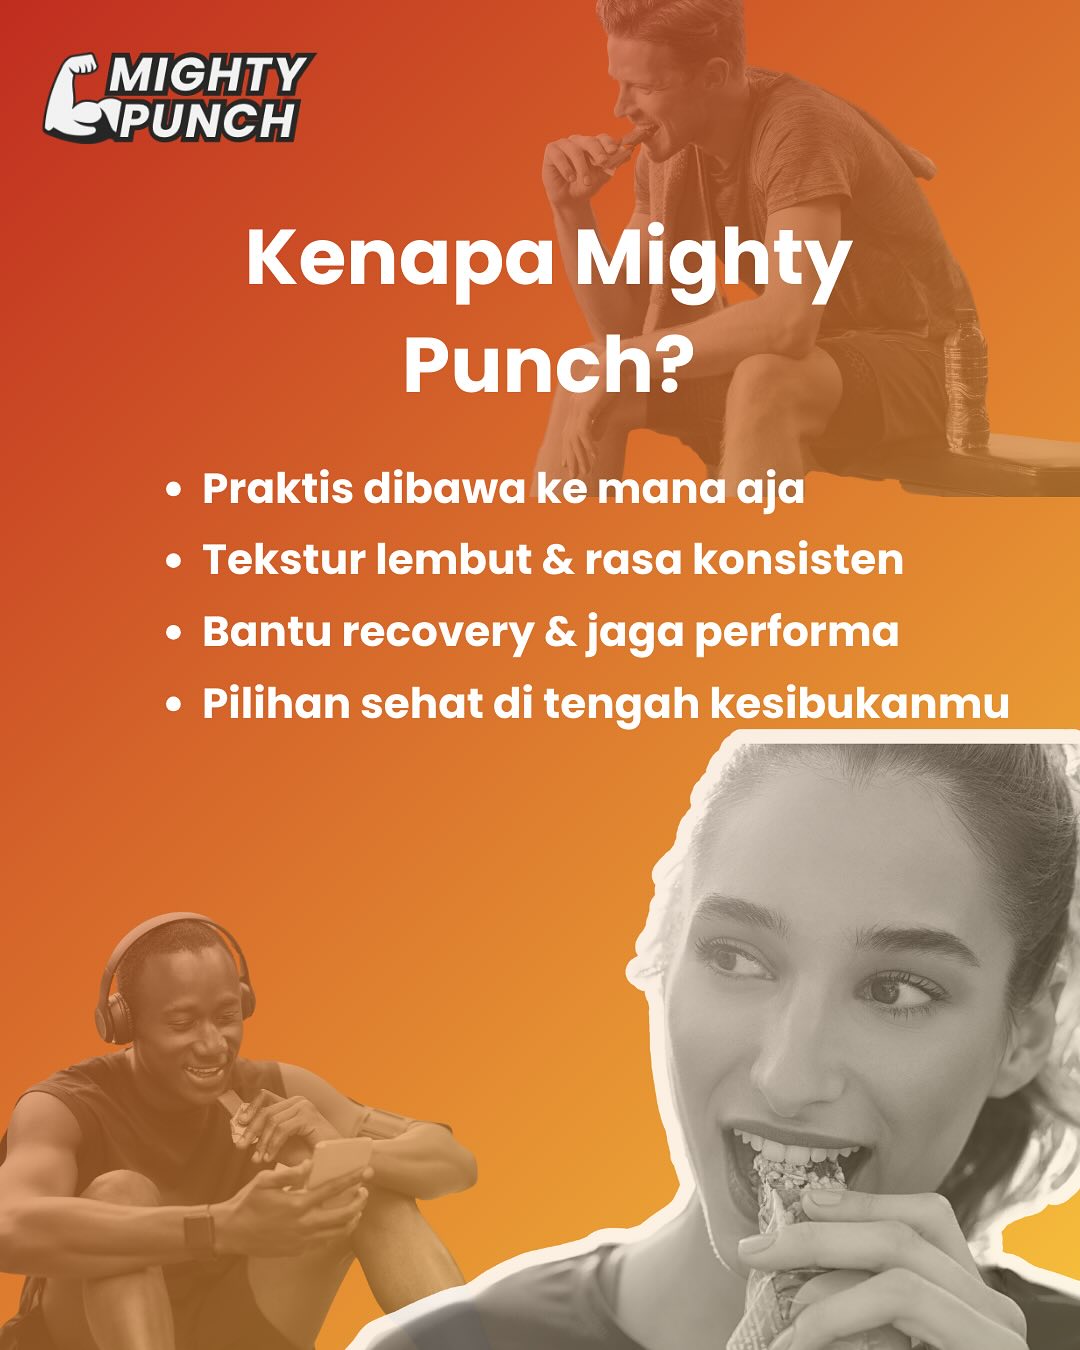 MIGHTY
PUNCH
Kenapa Mighty
Punch?
• Praktis dibawa ke mana aja
• Tekstur lembut & rasa konsisten
• Bantu recovery & jaga performa
• Pilihan sehat di tengah kesibukanmu